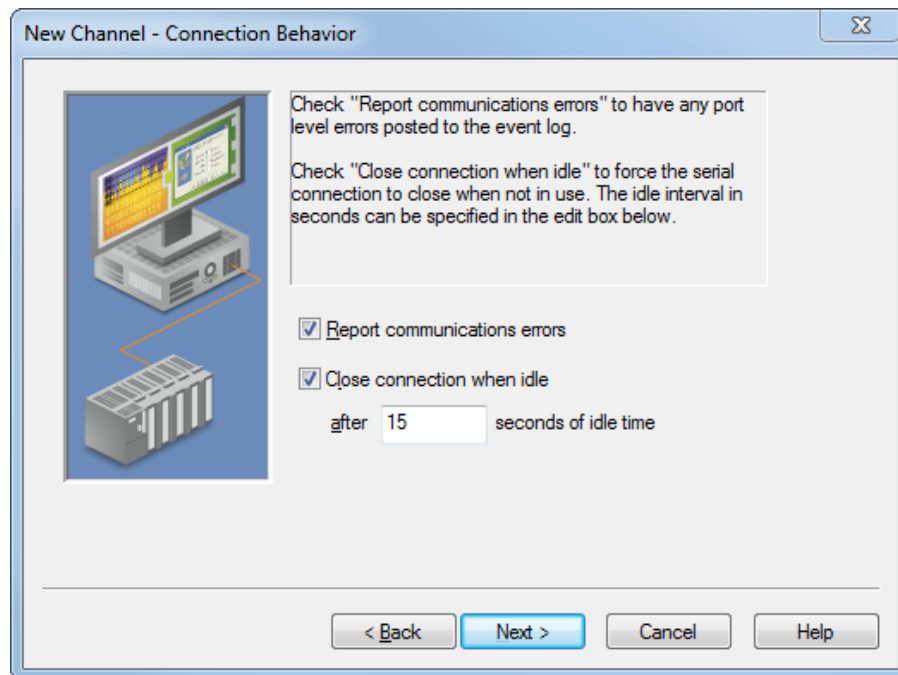 New Channel - Connection Behavior
Check "Report communications errors" to have any port
level errors posted to the event log.
Check "Close connection when idle" to force the serial
connection to close when not in use. The idle interval in
seconds can be specified in the edit box below.
Report communications errors
Close connection when idle
after 15 seconds of idle time
< Back Next > Cancel Help